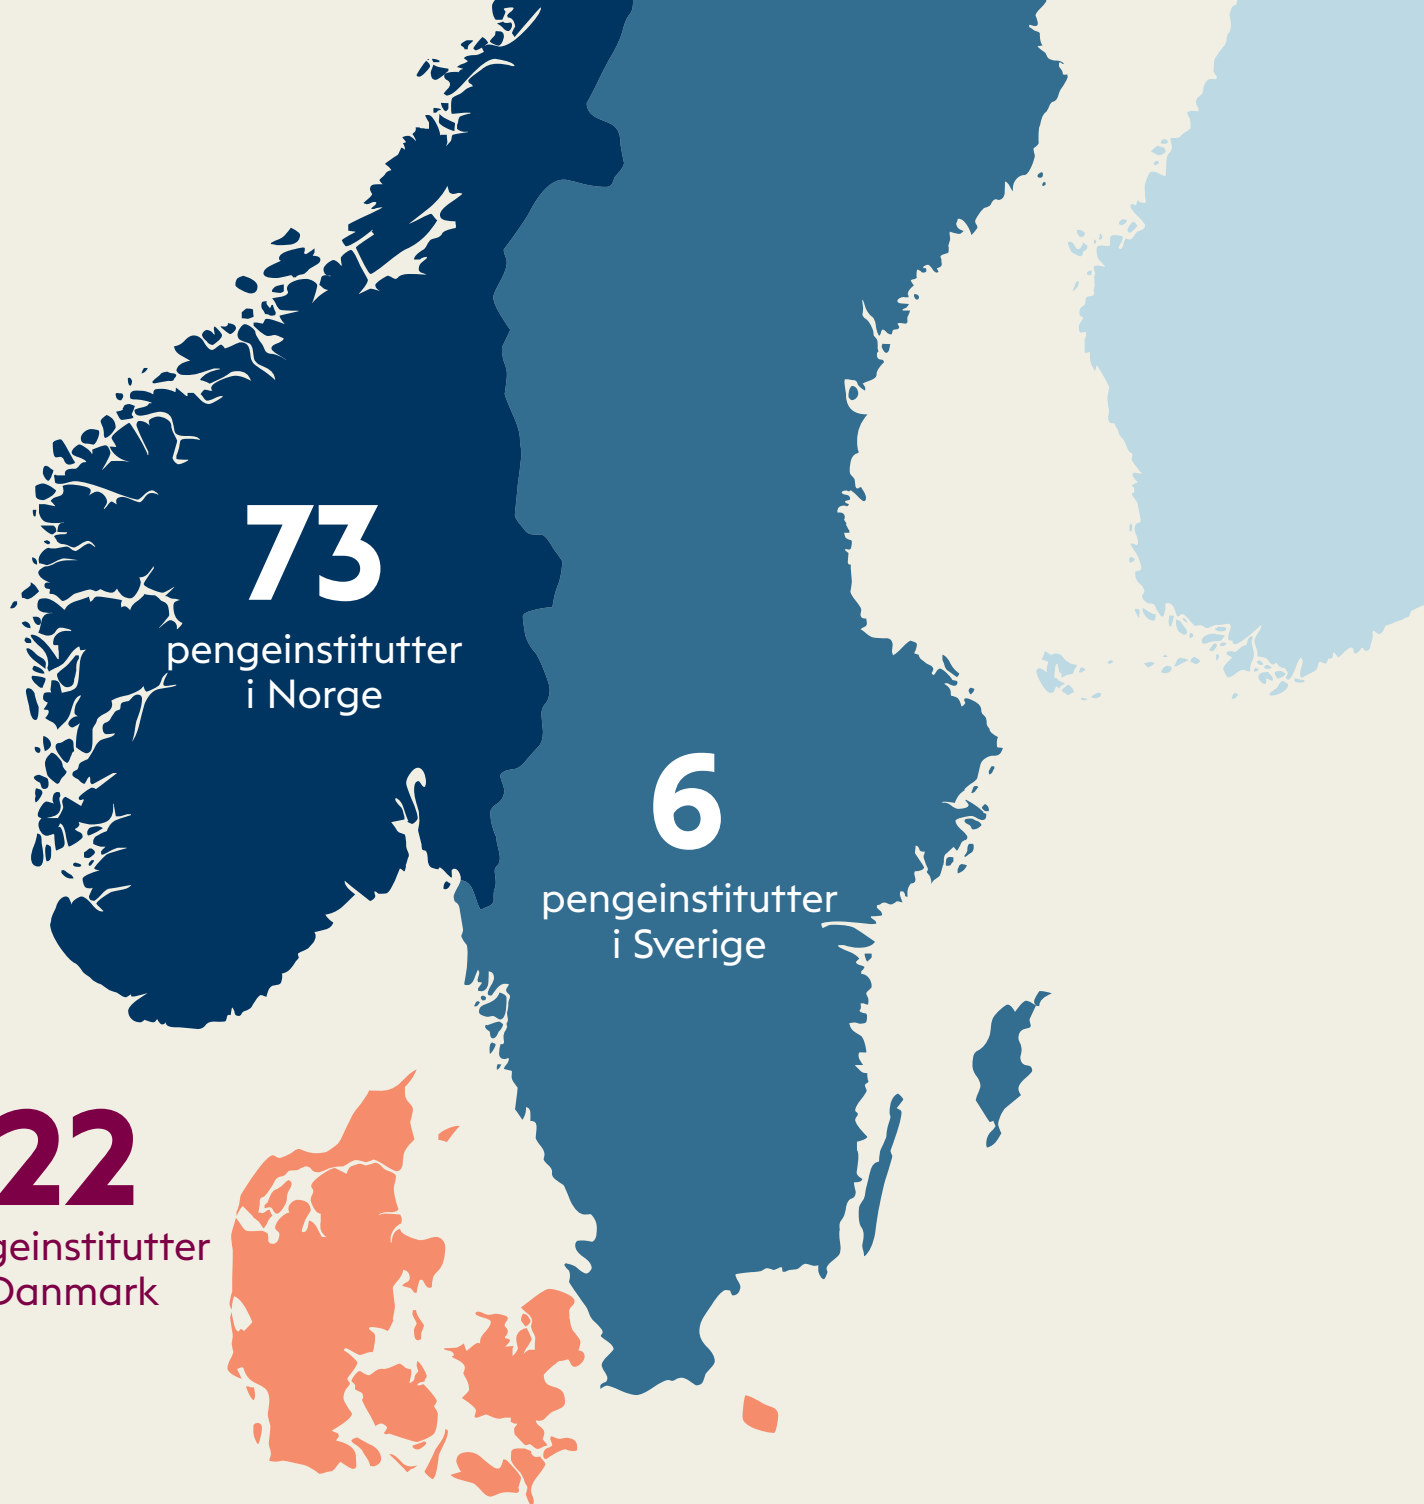 73
pengeinstitutter
i Norge
6
pengeinstitutter
i Sverige
22
geinstitutter
Danmark